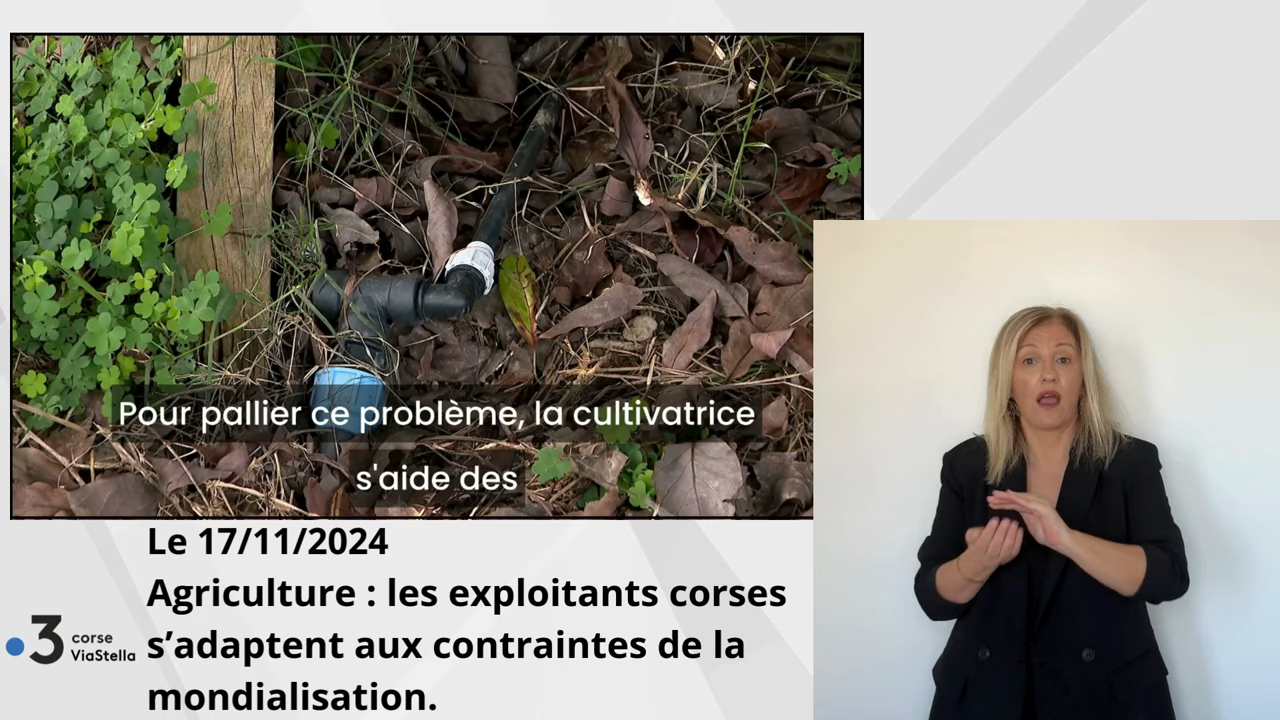 Pour pallier ce problème, la cultivatrice
s'aide des
Le 17/11/2024
Agriculture : les exploitants corses
s’adaptent aux contraintes de la
mondialisation.
3 corse
ViaStella